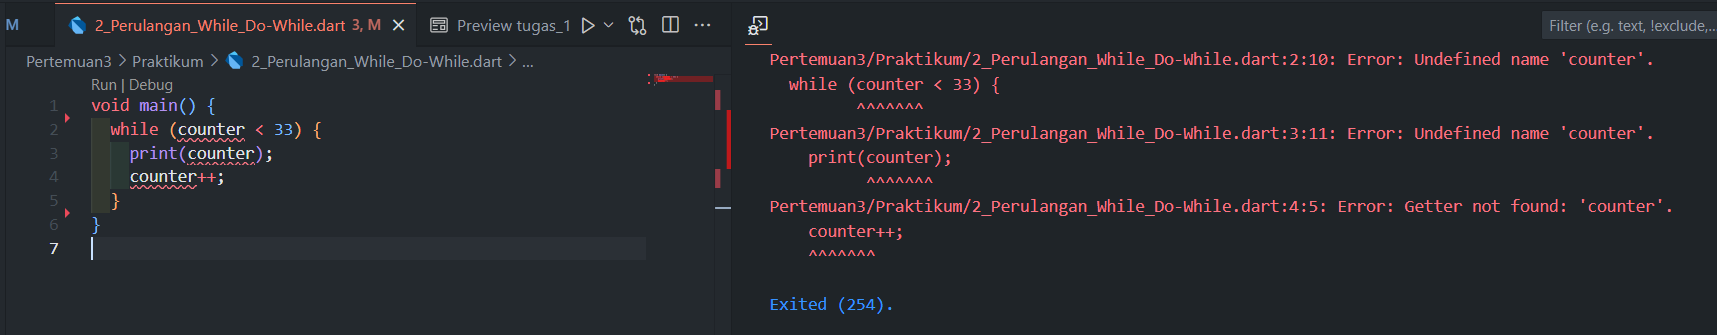 M
2_Perulangan_While_Do-While.dart 3, M
Preview tugas_1
Pertemuan3 > Praktikum > 2_Perulangan_While_Do-While.dart > ...
Run | Debug
1 void main() {
2 while (counter < 33) {
3 print(counter);
4 counter++;
5 }
6 }
7
Filter (e.g. text, !exclude,...
Pertemuan3/Praktikum/2_Perulangan_While_Do-While.dart:2:10: Error: Undefined name 'counter'.
while (counter < 33) {
^^^^^^^
Pertemuan3/Praktikum/2_Perulangan_While_Do-While.dart:3:11: Error: Undefined name 'counter'.
print(counter);
^^^^^^^
Pertemuan3/Praktikum/2_Perulangan_While_Do-While.dart:4:5: Error: Getter not found: 'counter'.
counter++;
^^^^^^^
Exited (254).